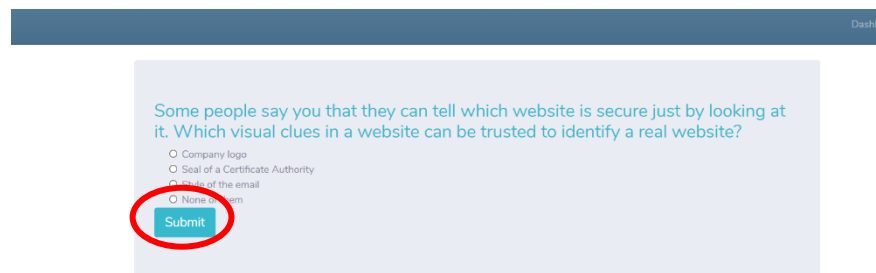 Dash
Some people say you that they can tell which website is secure just by looking at
it. Which visual clues in a website can be trusted to identify a real website?
Company logo
Seal of a Certificate Authority
Style of the email
None of them
Submit